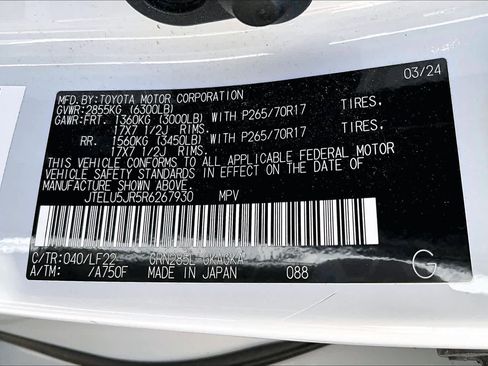 MFD.BY:TOYOTA MOTOR CORPORATION 03/24
GVWR:2855KG (6300LB)
GAWR:FRT. 1360KG (3000LB) WITH P265/70R17 TIRES,
17X7 1/2J RIMS.
RR. 1560KG (3450LB) WITH P265/70R17 TIRES,
17X7 1/2J RIMS.
THIS VEHICLE CONFORMS TO ALL APPLICABLE FEDERAL MOTOR
VEHICLE SAFETY STANDARDS IN EFFECT ON THE DATE OF
MANUFACTURE SHOWN ABOVE.
JTELU5JR5R6267930 MPV
C/TR:040/LF22 GRN285L-GKAGKA
A/TM: /A750F MADE IN JAPAN 088 G